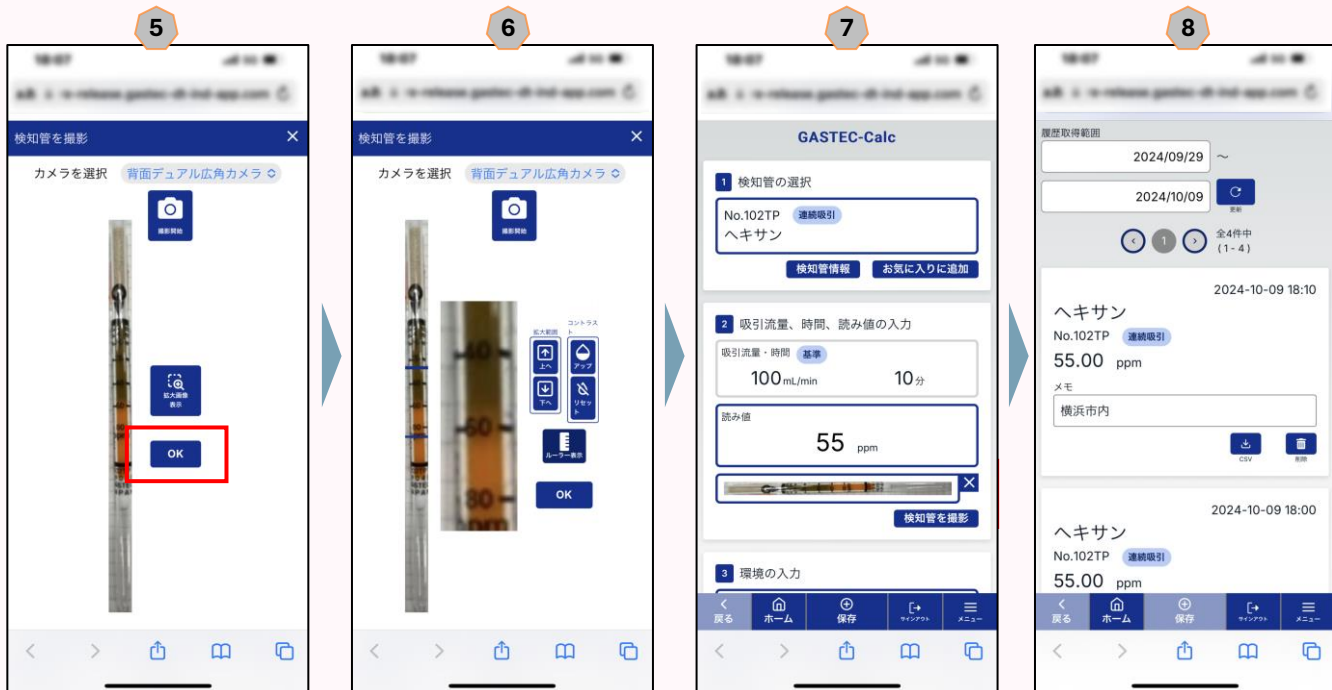 5
検知管を撮影
カメラを選択 背面デュアル広角カメラ
撮影開始
拡大画像
表示
OK
6
検知管を撮影
カメラを選択 背面デュアル広角カメラ
撮影開始
拡大範囲
上へ
下へ
コントラス
ト
アップ
リセッ
ト
40
60
80
ppm
ルーラー表示
OK
7
GASTEC-Calc
1 検知管の選択
No.102TP 連続吸引
ヘキサン
検知管情報 お気に入りに追加
2 吸引流量、時間、読み値の入力
吸引流量・時間 基準
100 mL/min 10 分
読み値
55 ppm
検知管を撮影
3 環境の入力
戻る ホーム 保存 サインアウト メニュー
8
履歴取得範囲
2024/09/29 ～
2024/10/09
更新
1
全4件中
(1-4)
2024-10-09 18:10
ヘキサン
No.102TP 連続吸引
55.00 ppm
メモ
横浜市内
CSV 削除
2024-10-09 18:00
ヘキサン
No.102TP 連続吸引
55.00 ppm
戻る ホーム 保存 サインアウト メニュー